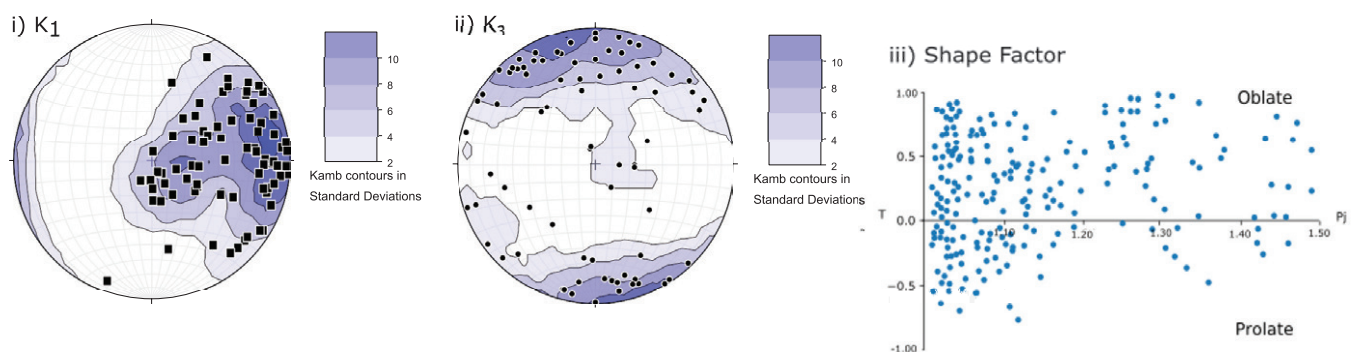 i) K1
10
8
6
4
2
Kamb contours in
Standard Deviations
ii) K3
10
8
6
4
2
Kamb contours in
Standard Deviations
iii) Shape Factor
1.00
0.5
0.0
−0.5
-1.00
T
1.10
1.20
1.30
1.40
1.50
Pj
Oblate
Prolate